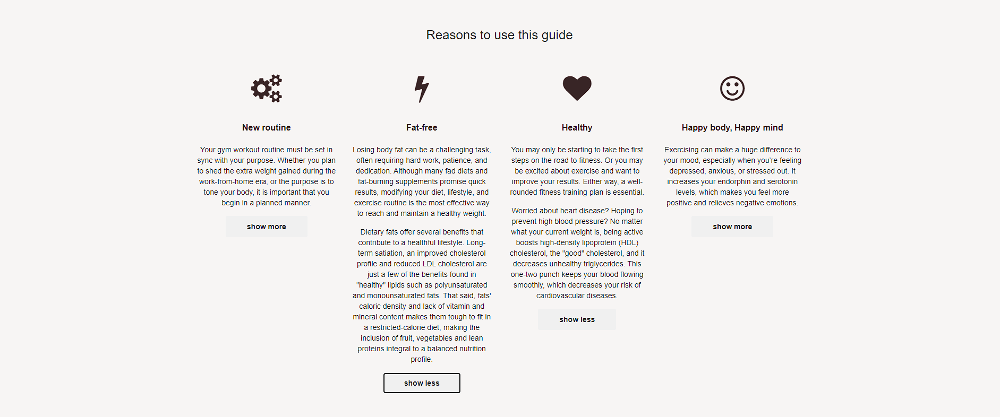 Reasons to use this guide
New routine
Your gym workout routine must be set in
sync with your purpose. Whether you plan
to shed the extra weight gained during the
work-from-home era, or the purpose is to
tone your body, it is important that you
begin in a planned manner.
show more
Fat-free
Losing body fat can be a challenging task,
often requiring hard work, patience, and
dedication. Although many fad diets and
fat-burning supplements promise quick
results, modifying your diet, lifestyle, and
exercise routine is the most effective way
to reach and maintain a healthy weight.
Dietary fats offer several benefits that
contribute to a healthful lifestyle. Long-
term satiation, an improved cholesterol
profile and reduced LDL cholesterol are
just a few of the benefits found in
"healthy" lipids such as polyunsaturated
and monounsaturated fats. That said, fats'
caloric density and lack of vitamin and
mineral content makes them tough to fit in
a restricted-calorie diet, making the
inclusion of fruit, vegetables and lean
proteins integral to a balanced nutrition
profile.
show less
Healthy
You may only be starting to take the first
steps on the road to fitness. Or you may
be excited about exercise and want to
improve your results. Either way, a well-
rounded fitness training plan is essential.
Worried about heart disease? Hoping to
prevent high blood pressure? No matter
what your current weight is, being active
boosts high-density lipoprotein (HDL)
cholesterol, the "good" cholesterol, and it
decreases unhealthy triglycerides. This
one-two punch keeps your blood flowing
smoothly, which decreases your risk of
cardiovascular diseases.
show less
Happy body, Happy mind
Exercising can make a huge difference to
your mood, especially when you’re feeling
depressed, anxious, or stressed out. It
increases your endorphin and serotonin
levels, which makes you feel more
positive and relieves negative emotions.
show more